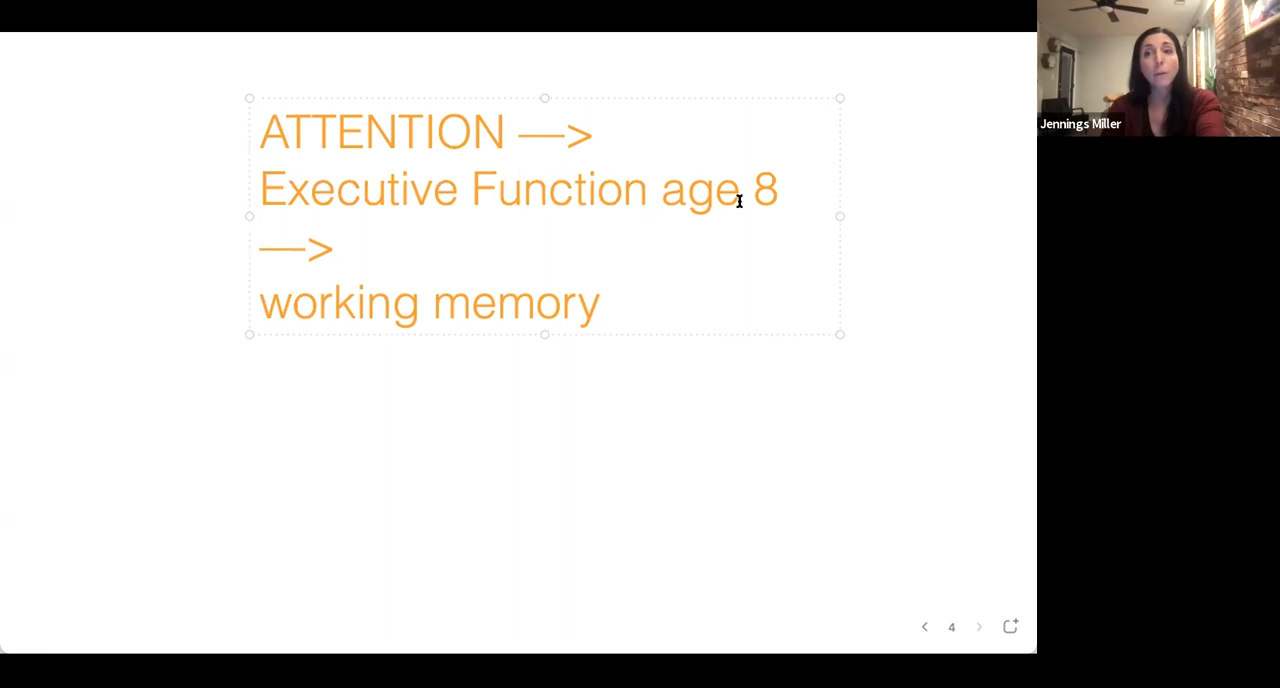 ATTENTION —>
Executive Function age 8
—>
working memory
Jennings Miller
4